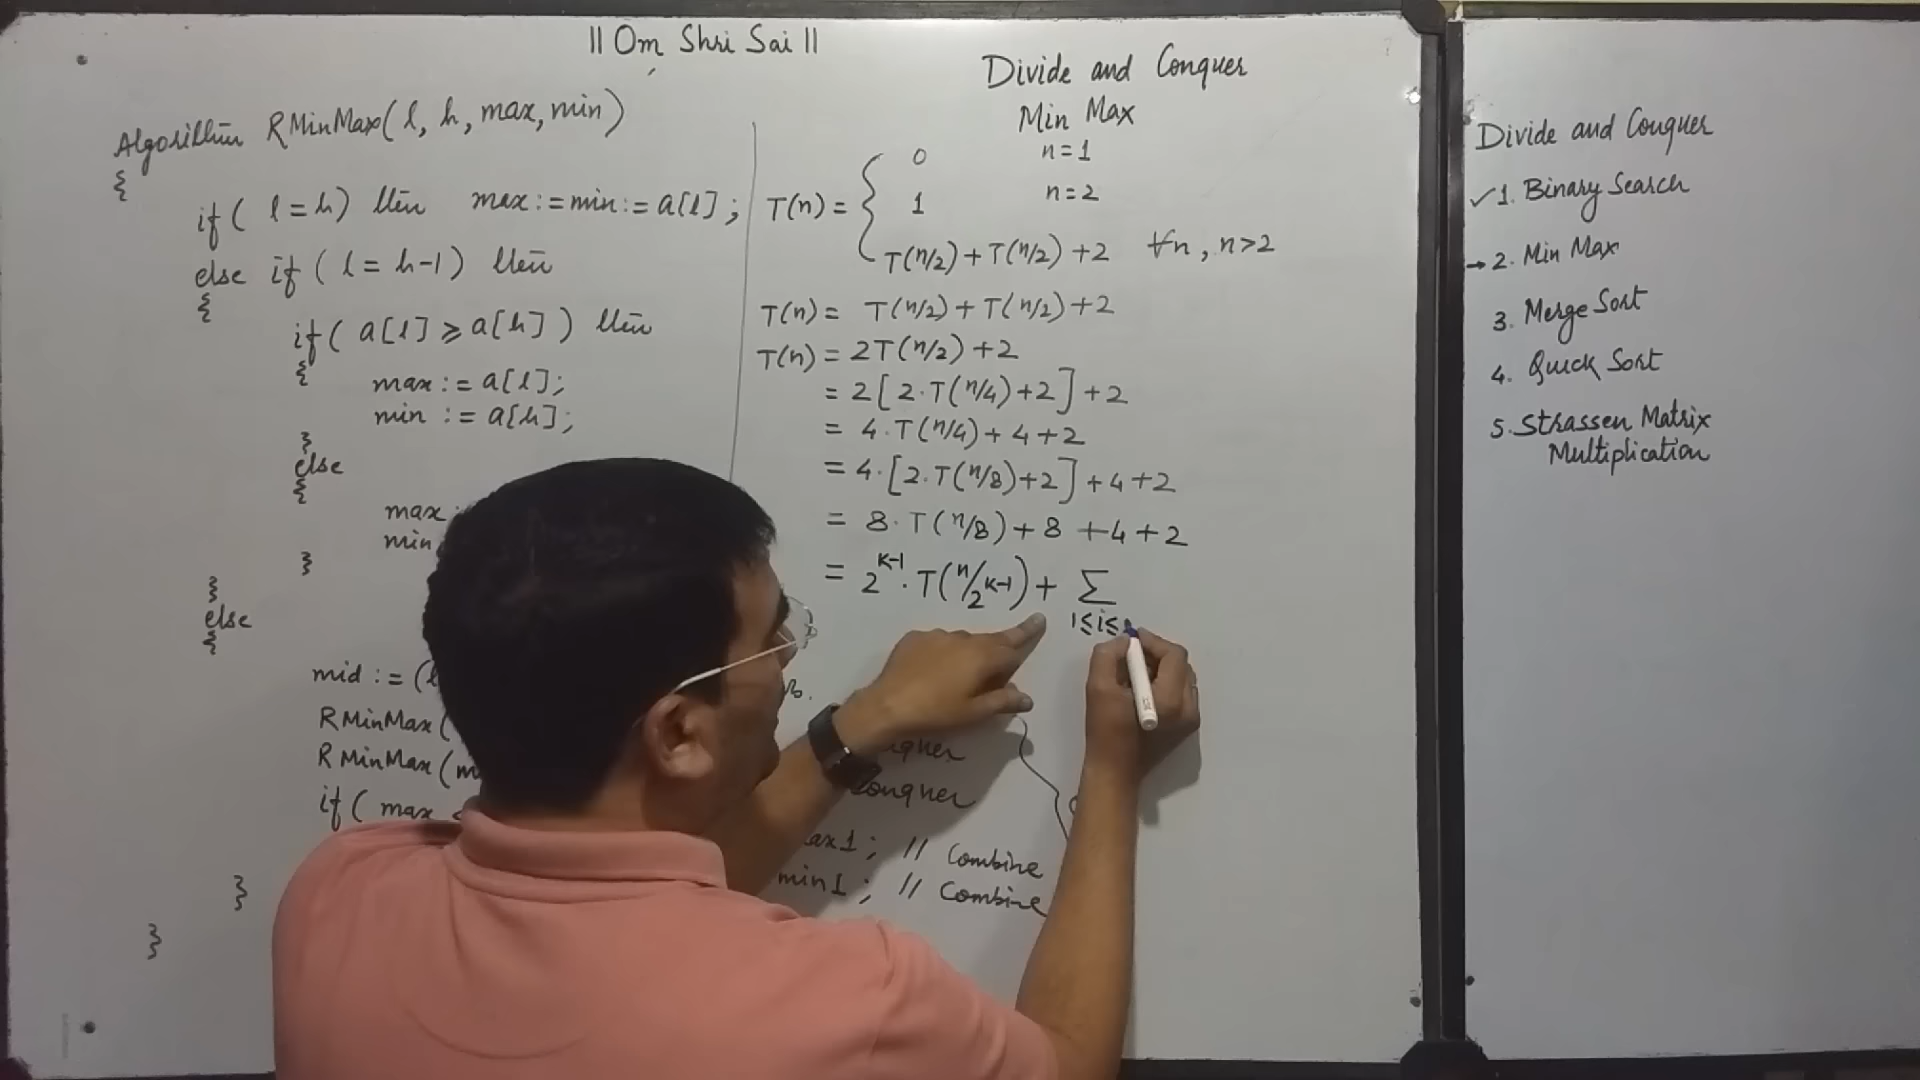 || Om Shri Sai ||
Algorithm RMinMax(l, h, max, min)
{
if( l = h) then max:=min:= a[l];
else if ( l = h-1) then
{
if( a[l] ⩾ a[h] ) then
{
max := a[l];
min := a[h];
}
else
{
max :
min
}
}
else
{
mid := (
RMinMax(
RMinMax( m
if( max <
nquer
Conquer
ax1; // Combine
min1; // Combine
}
}
Divide and Conquer
Min Max
T(n) = { 0 n=1
1 n=2
T(n/2) + T(n/2) +2 ∀n, n>2
T(n) = T(n/2) + T(n/2) +2
T(n) = 2T(n/2) +2
= 2[2·T(n/4)+2]+2
= 4·T(n/4)+4+2
= 4·[2·T(n/8)+2]+4+2
= 8·T(n/8)+8+4+2
= 2^{k-1}·T(n/2^{k-1})+ Σ
1≤i≤
Divide and Conquer
✓1. Binary Search
→2. Min Max
3. Merge Sort
4. Quick Sort
5. Strassen Matrix
Multiplication